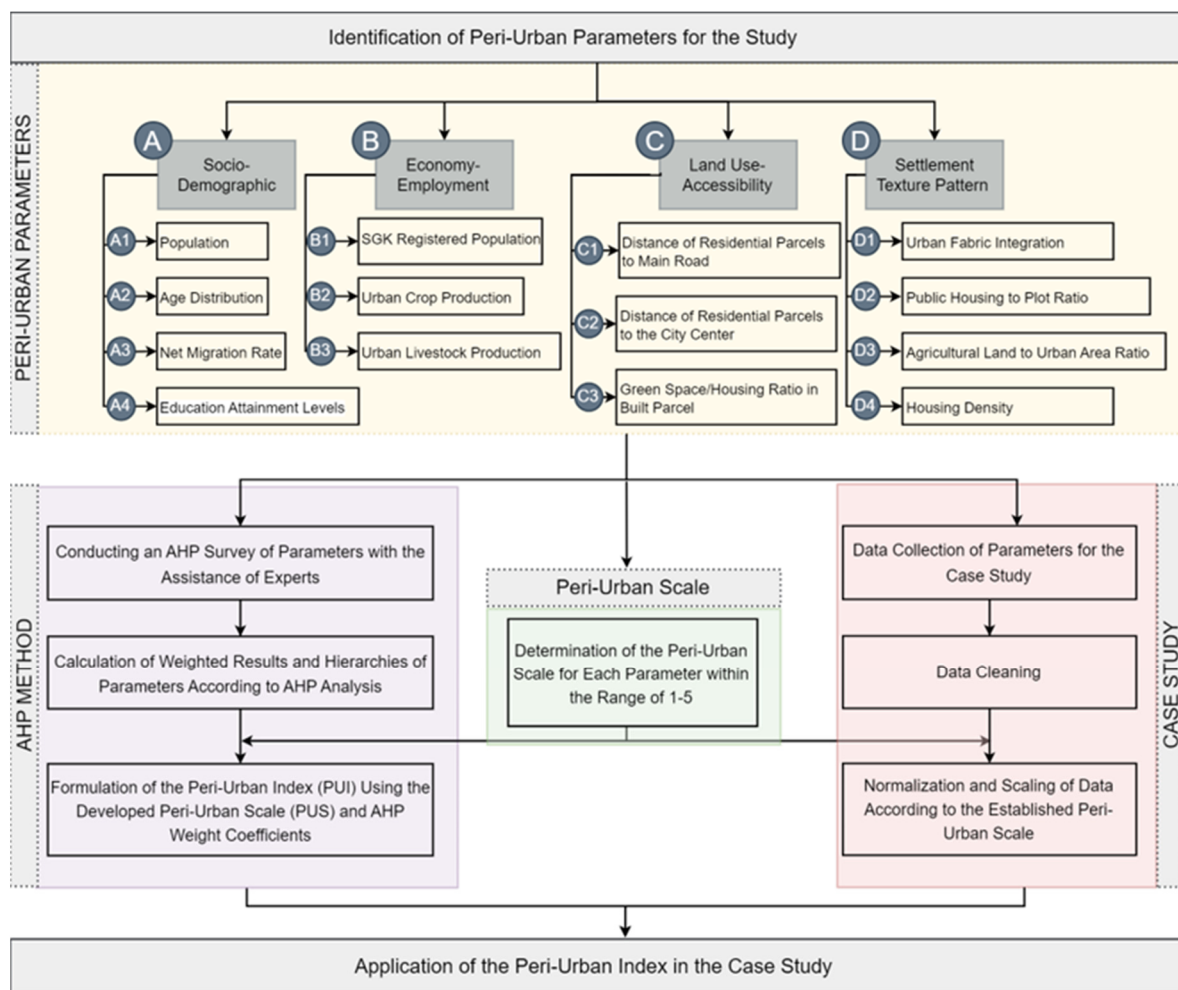 Identification of Peri-Urban Parameters for the Study
PERI-URBAN PARAMETERS
A
Socio-
Demographic
A1
Population
A2
Age Distribution
A3
Net Migration Rate
A4
Education Attainment Levels
B
Economy-
Employment
B1
SGK Registered Population
B2
Urban Crop Production
B3
Urban Livestock Production
C
Land Use-
Accessibility
C1
Distance of Residential Parcels
to Main Road
C2
Distance of Residential Parcels
to the City Center
C3
Green Space/Housing Ratio in
Built Parcel
D
Settlement
Texture Pattern
D1
Urban Fabric Integration
D2
Public Housing to Plot Ratio
D3
Agricultural Land to Urban Area Ratio
D4
Housing Density
AHP METHOD
Conducting an AHP Survey of Parameters with the
Assistance of Experts
Calculation of Weighted Results and Hierarchies of
Parameters According to AHP Analysis
Formulation of the Peri-Urban Index (PUI) Using the
Developed Peri-Urban Scale (PUS) and AHP
Weight Coefficients
Peri-Urban Scale
Determination of the Peri-Urban
Scale for Each Parameter within
the Range of 1-5
CASE STUDY
Data Collection of Parameters for the
Case Study
Data Cleaning
Normalization and Scaling of Data
According to the Established Peri-
Urban Scale
Application of the Peri-Urban Index in the Case Study